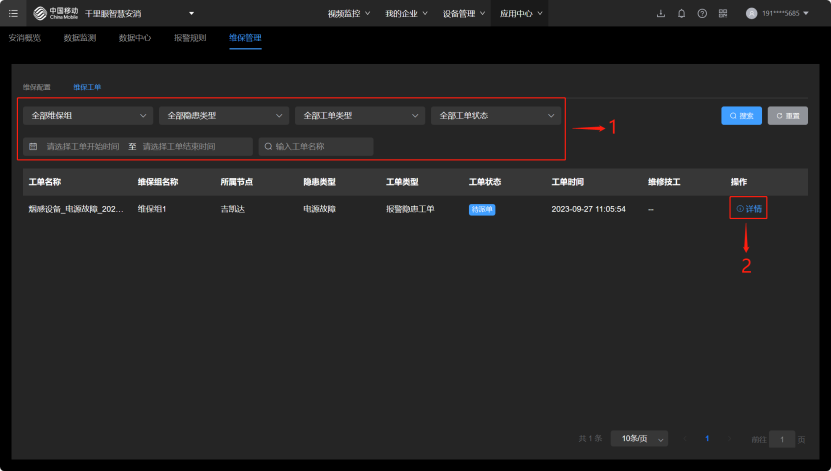 中国移动 China Mobile 千里眼智慧安消 视频监控 我的企业 设备管理 应用中心 191****5685
安消概览 数据监测 数据中心 报警规则 维保管理
维保配置 维保工单
全部维保组 全部隐患类型 全部工单类型 全部工单状态 搜索 重置
1
请选择工单开始时间 至 请选择工单结束时间 输入工单名称
工单名称 维保组名称 所属节点 隐患类型 工单类型 工单状态 工单时间 维修技工 操作
烟感设备_电源故障_202... 维保组1 吉凯达 电源故障 报警隐患工单 待派单 2023-09-27 11:05:54 -- 详情
2
共 1 条 10条/页 1 前往 1 页